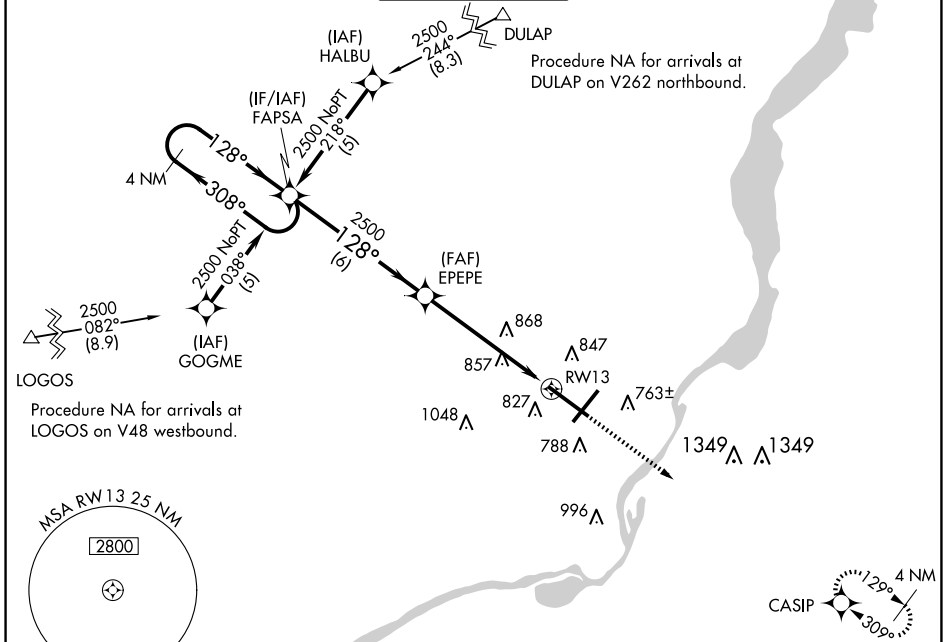 DULAP
2500
244°
(8.3)
(IAF)
HALBU
Procedure NA for arrivals at
DULAP on V262 northbound.
(IF/IAF)
FAPSA
2500 NoPT
218°
(5)
128°
4 NM
308°
2500
128°
(6)
2500 NoPT
038°
(5)
(FAF)
EPEPE
2500
082°
(8.9)
LOGOS
(IAF)
GOGME
868
847
857
RW13
763±
827
1048
788
1349
1349
996
Procedure NA for arrivals at
LOGOS on V48 westbound.
MSA RW13 25 NM
2800
CASIP
129°
4 NM
309°